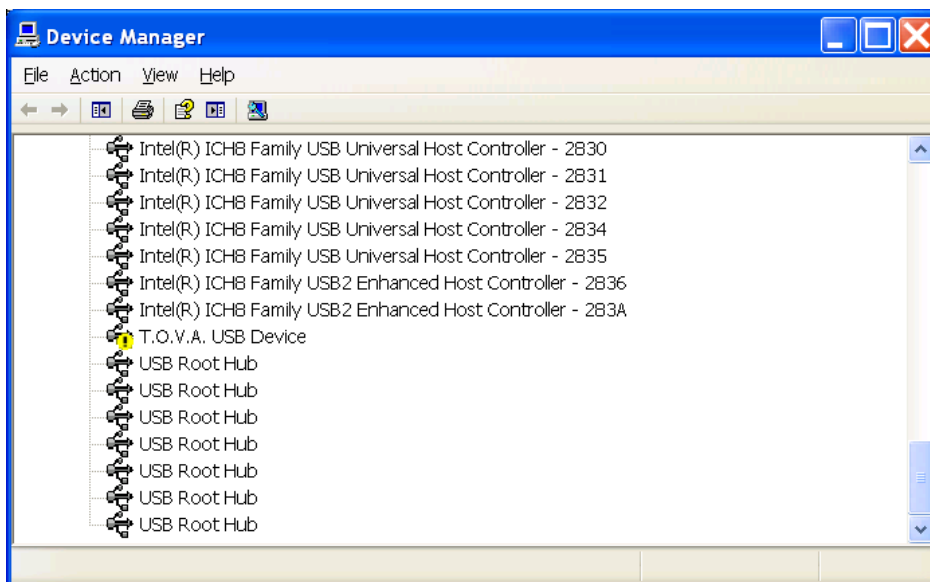 Device Manager
File Action View Help
Intel(R) ICH8 Family USB Universal Host Controller - 2830
Intel(R) ICH8 Family USB Universal Host Controller - 2831
Intel(R) ICH8 Family USB Universal Host Controller - 2832
Intel(R) ICH8 Family USB Universal Host Controller - 2834
Intel(R) ICH8 Family USB Universal Host Controller - 2835
Intel(R) ICH8 Family USB2 Enhanced Host Controller - 2836
Intel(R) ICH8 Family USB2 Enhanced Host Controller - 283A
T.O.V.A. USB Device
USB Root Hub
USB Root Hub
USB Root Hub
USB Root Hub
USB Root Hub
USB Root Hub
USB Root Hub